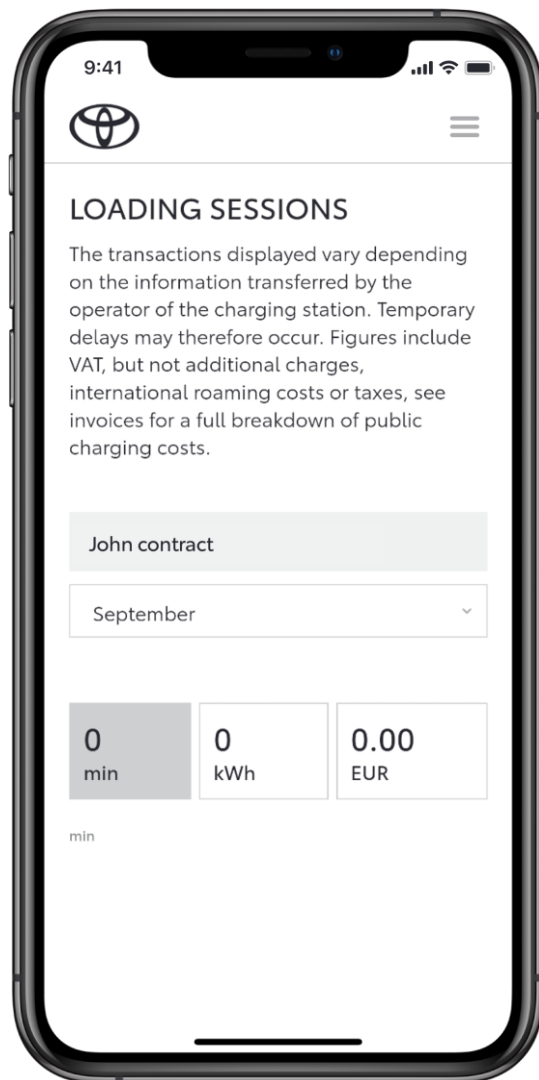 9:41
LOADING SESSIONS
The transactions displayed vary depending
on the information transferred by the
operator of the charging station. Temporary
delays may therefore occur. Figures include
VAT, but not additional charges,
international roaming costs or taxes, see
invoices for a full breakdown of public
charging costs.
John contract
September
0
min
0
kWh
0.00
EUR
min